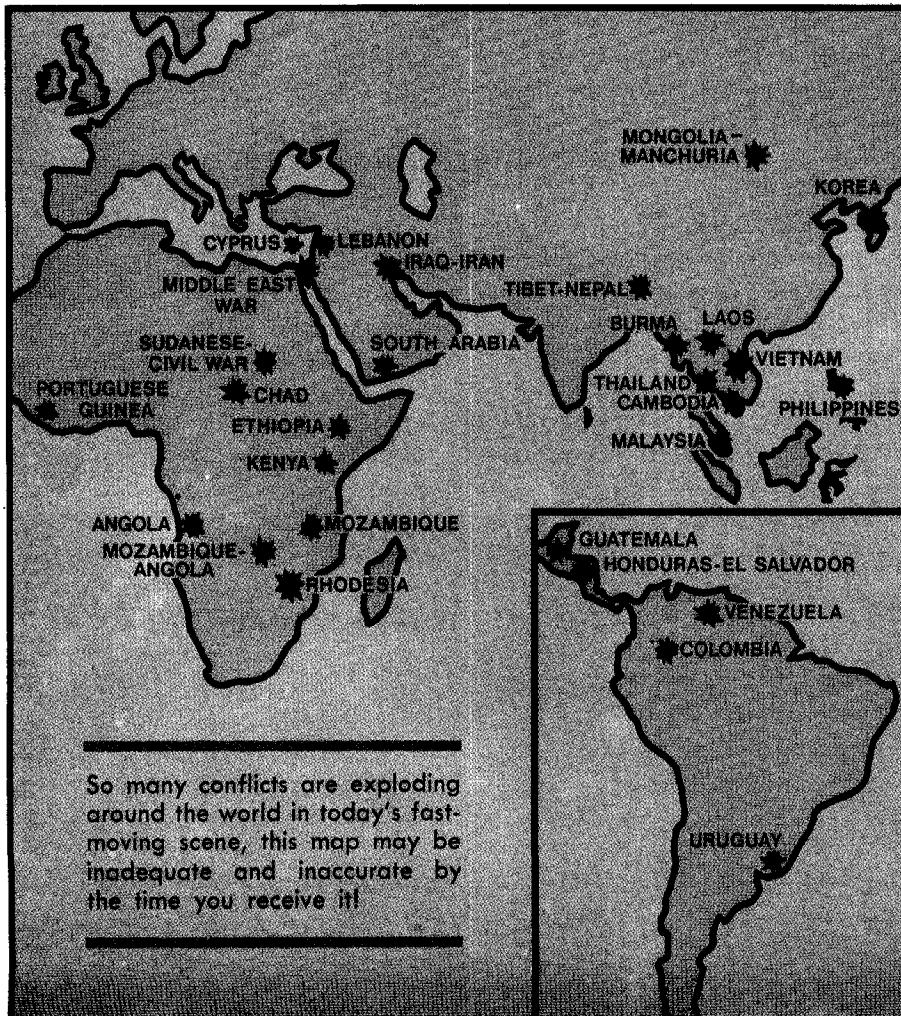 MONGOLIA-
MANCHURIA
KOREA
CYPRUS
LEBANON
IRAQ-IRAN
MIDDLE EAST
WAR
TIBET-NEPAL
BURMA
LAOS
SUDANESE-
CIVIL WAR
SOUTH ARABIA
VIETNAM
PORTUGUESE
GUINEA
CHAD
THAILAND
CAMBODIA
PHILIPPINES
ETHIOPIA
MALAYSIA
KENYA
ANGOLA
MOZAMBIQUE
MOZAMBIQUE-
ANGOLA
RHODESIA
GUATEMALA
HONDURAS-EL SALVADOR
VENEZUELA
COLOMBIA
URUGUAY
So many conflicts are exploding
around the world in today's fast-
moving scene, this map may be
inadequate and inaccurate by
the time you receive it!